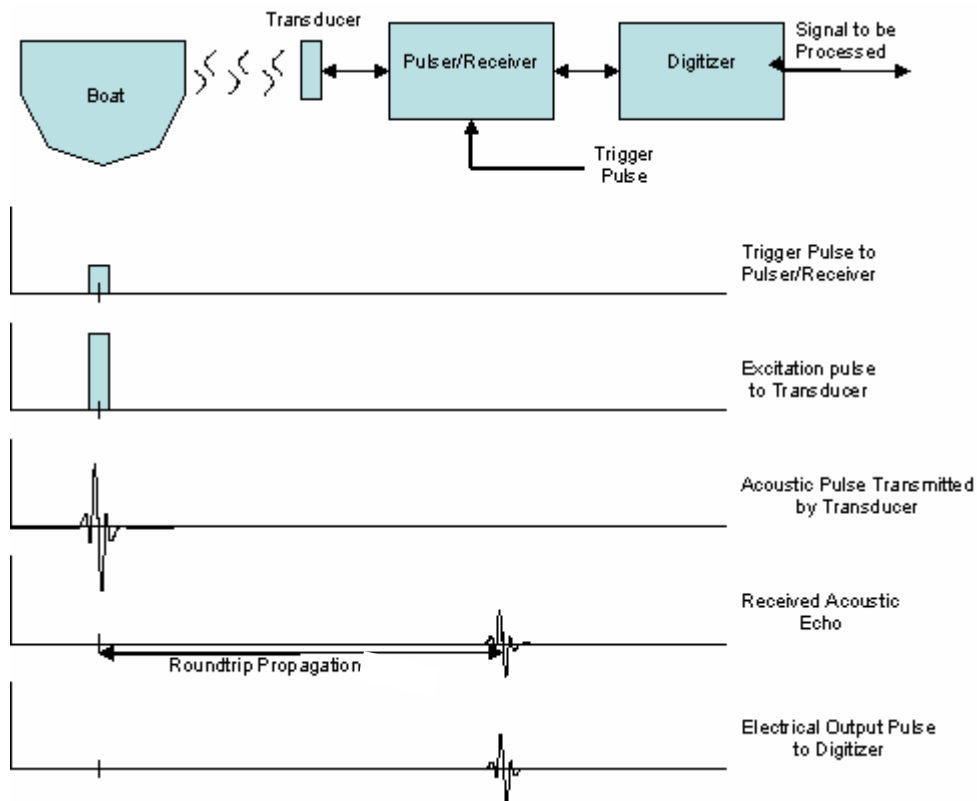 Transducer
Boat
Pulser/Receiver
Digitizer
Signal to be
Processed
Trigger
Pulse
Trigger Pulse to
Pulser/Receiver
Excitation pulse
to Transducer
Acoustic Pulse Transmitted
by Transducer
Received Acoustic
Echo
Roundtrip Propagation
Electrical Output Pulse
to Digitizer